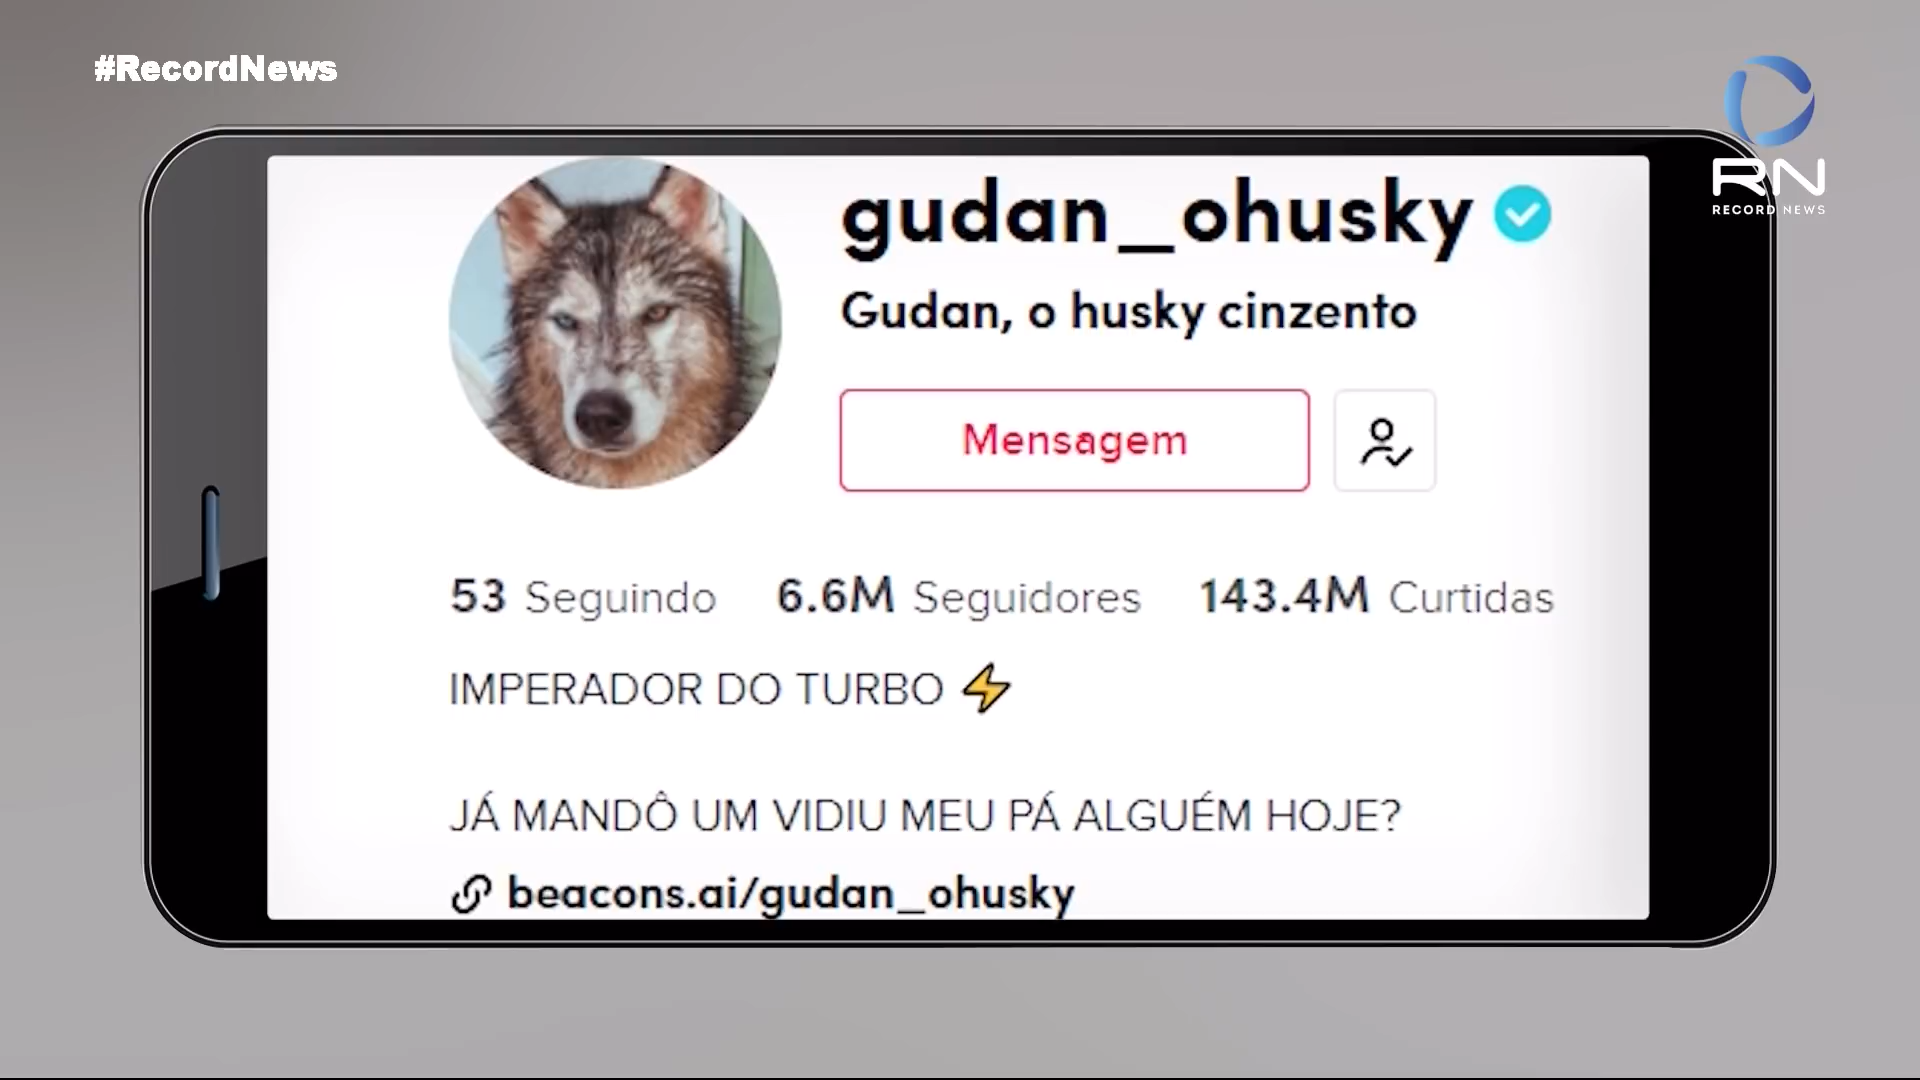 #RecordNews
RN
RECORD NEWS
gudan_ohusky
Gudan, o husky cinzento
Mensagem
53 Seguindo 6.6M Seguidores 143.4M Curtidas
IMPERADOR DO TURBO ⚡
JÁ MANDÔ UM VIDIU MEU PÁ ALGUÉM HOJE?
beacons.ai/gudan_ohusky